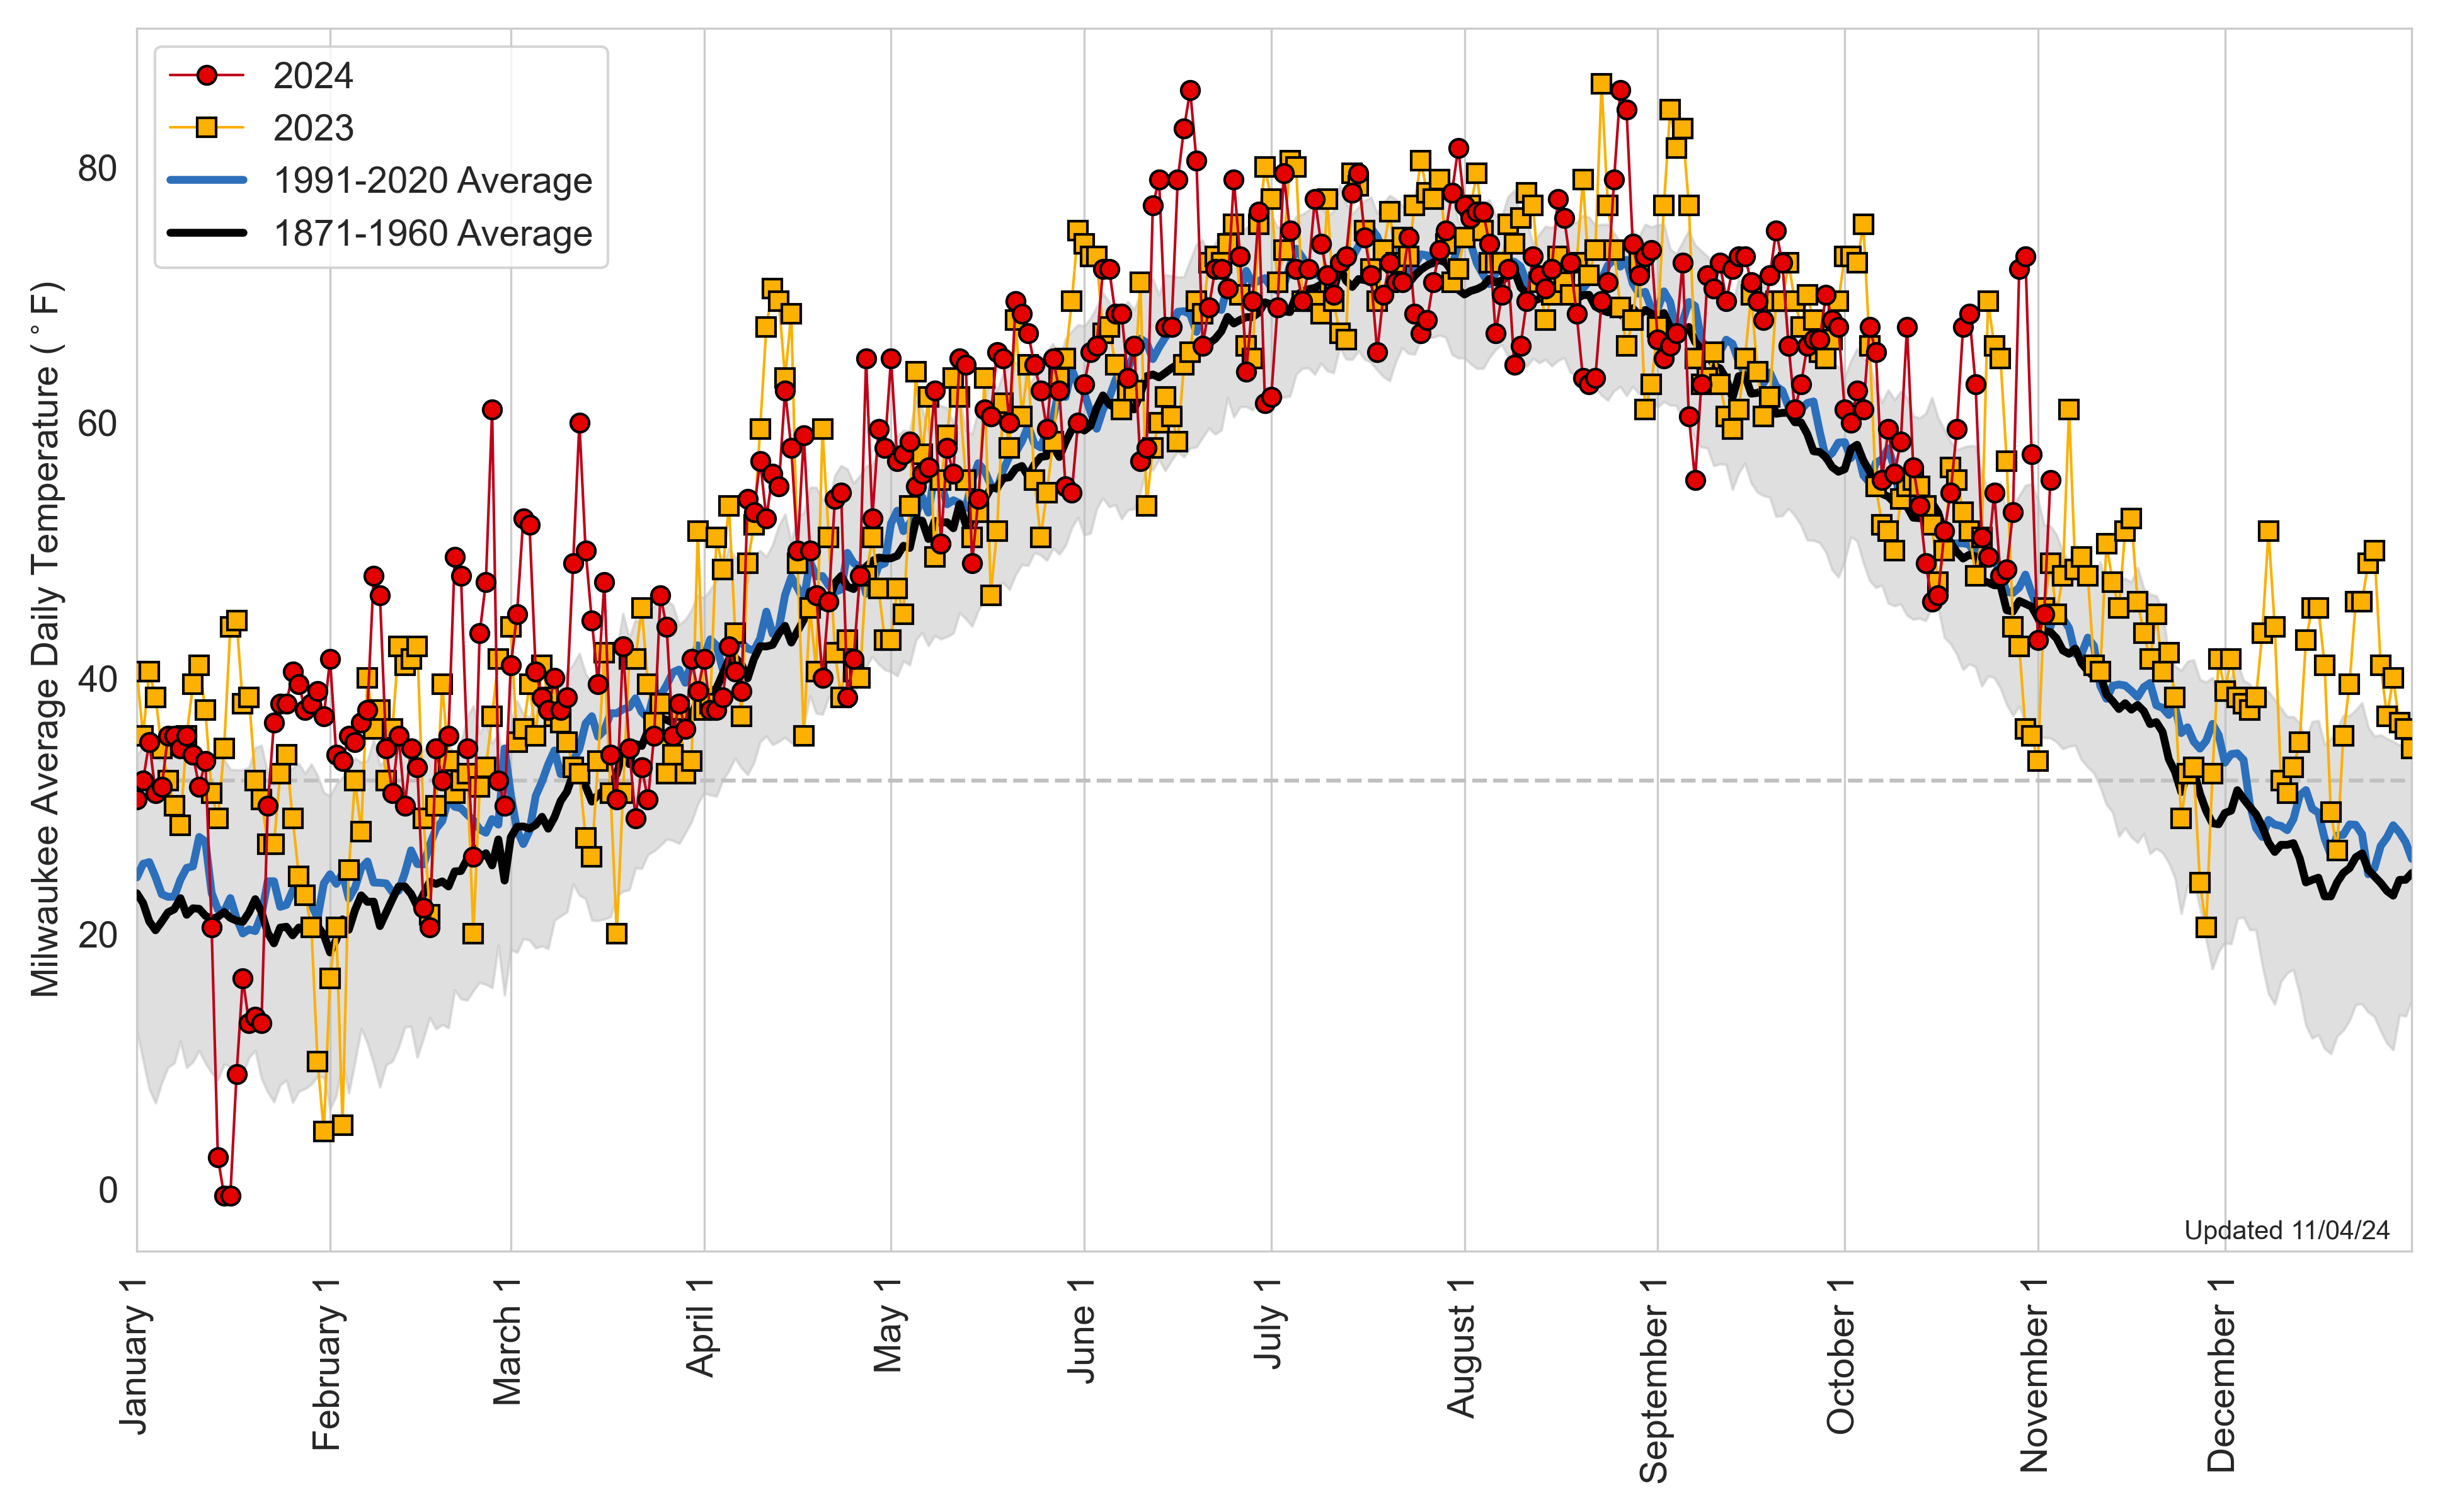 2024
2023
1991-2020 Average
1871-1960 Average
Milwaukee Average Daily Temperature (°F)
80
60
40
20
0
Updated 11/04/24
January 1
February 1
March 1
April 1
May 1
June 1
July 1
August 1
September 1
October 1
November 1
December 1